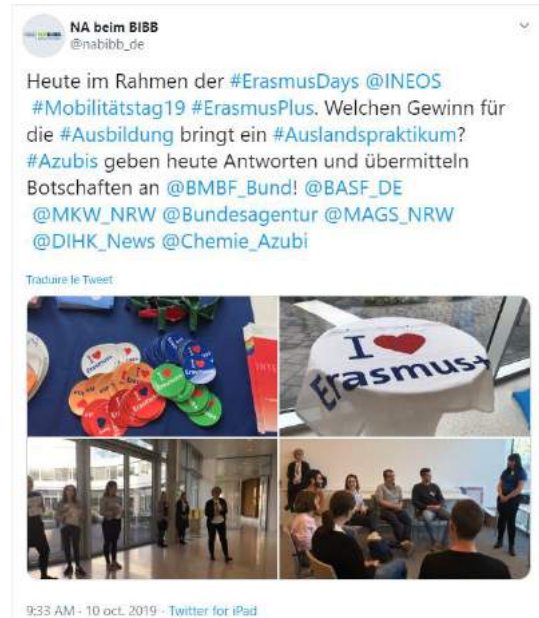 NA beim BIBB
@nabibb_de
Heute im Rahmen der #ErasmusDays @INEOS
#Mobilitätstag19 #ErasmusPlus. Welchen Gewinn für
die #Ausbildung bringt ein #Auslandspraktikum?
#Azubis geben heute Antworten und übermitteln
Botschaften an @BMBF_Bund! @BASF_DE
@MKW_NRW @Bundesagentur @MAGS_NRW
@DIHK_News @Chemie_Azubi
Traduire le Tweet
I
Erasmus+
9:33 AM - 10 oct. 2019 - Twitter for iPad